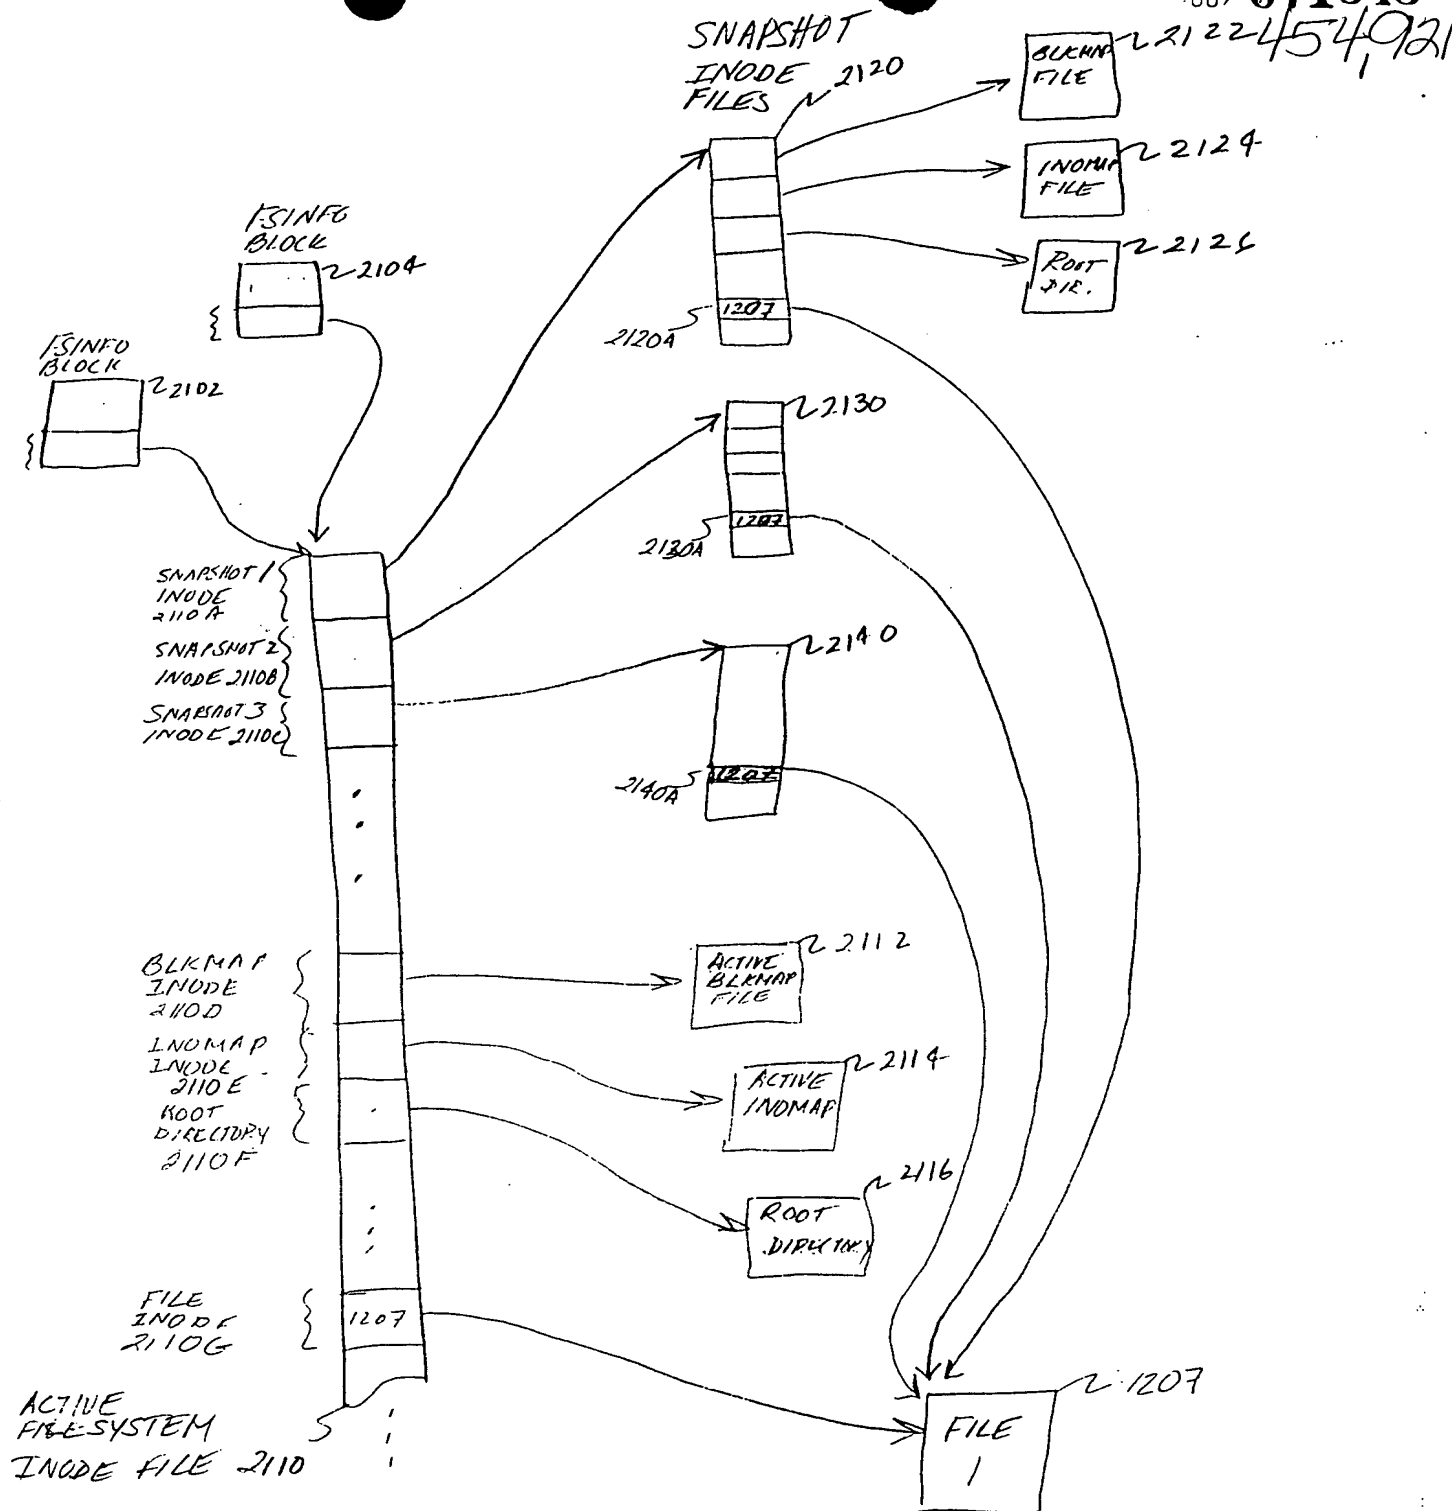 SNAPSHOT
INODE
FILES
2120
454,921
BLKMAP
FILE
2122
INOMAP
FILE
2124
ROOT
DIR.
2126
FSINFO
BLOCK
2104
FSINFO
BLOCK
2102
1207
2120A
2130
1207
2130A
SNAPSHOT 1
INODE
2110A
SNAPSHOT 2
INODE 2110B
SNAPSHOT 3
INODE 2110C
2140
1207
2140A
BLKMAP
INODE
2110D
ACTIVE
BLKMAP
FILE
2112
INOMAP
INODE
2110E
ACTIVE
INOMAP
2114
ROOT
DIRECTORY
2110F
ROOT
DIRECTORY
2116
FILE
INODE
2110G
1207
FILE
1
1207
ACTIVE
FILESYSTEM
INODE FILE 2110